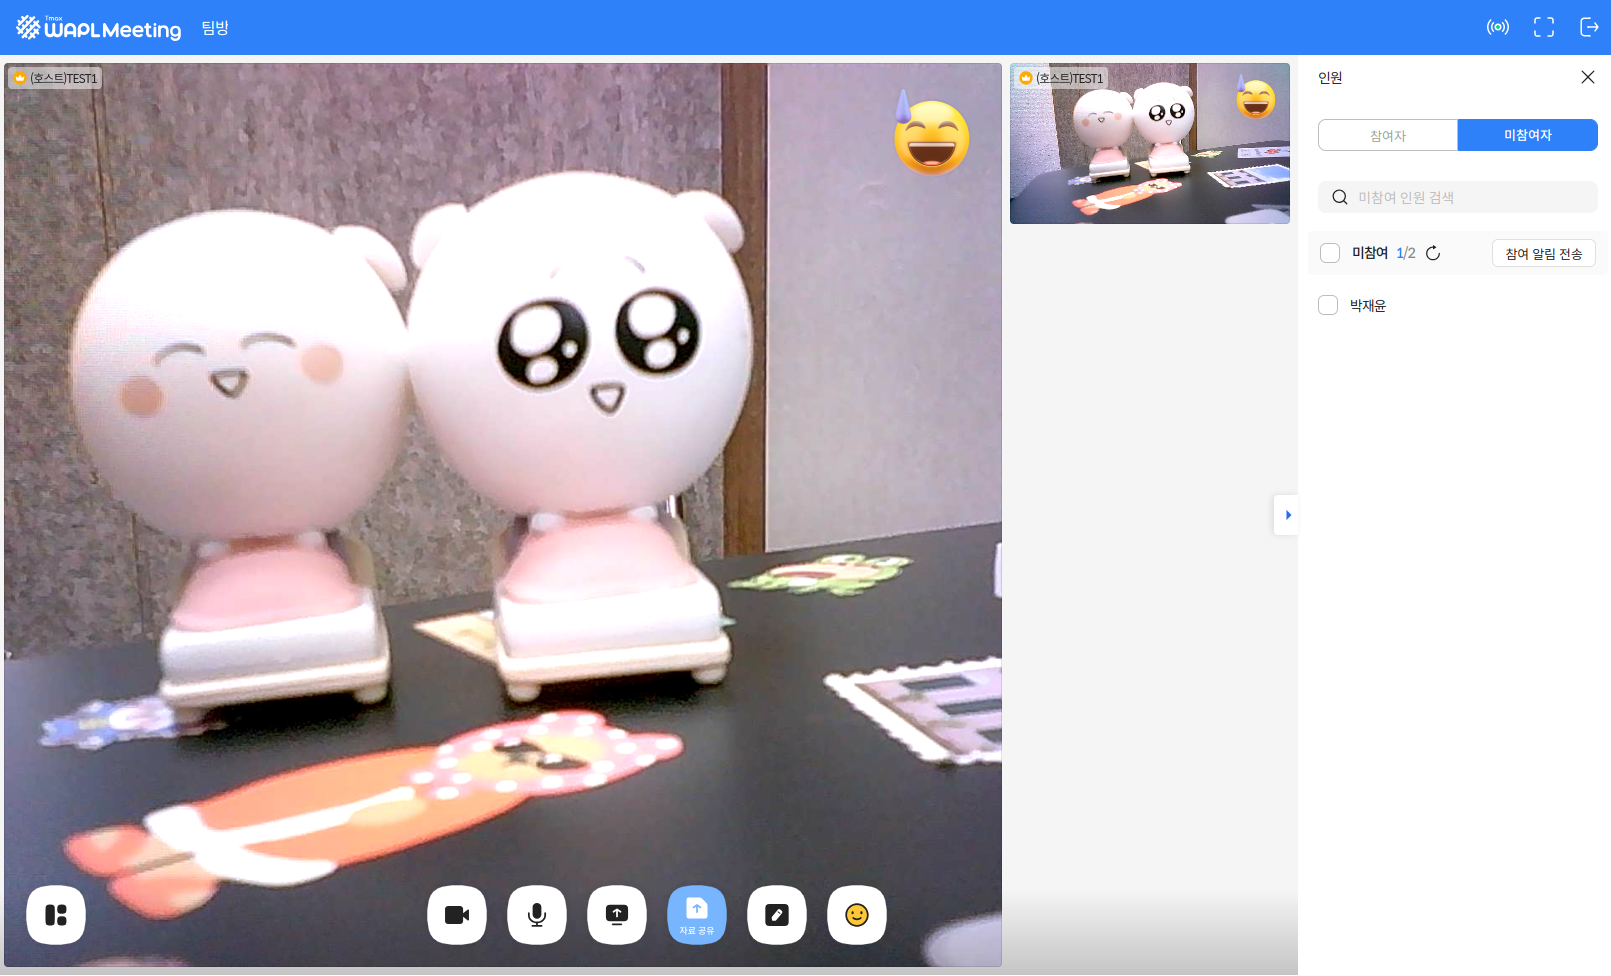 Tmax
WAPL Meeting 팀방
(호스트)TEST1
(호스트)TEST1
인원
참여자 미참여자
미참여 인원 검색
미참여 1/2 참여 알림 전송
박재윤
자료 공유